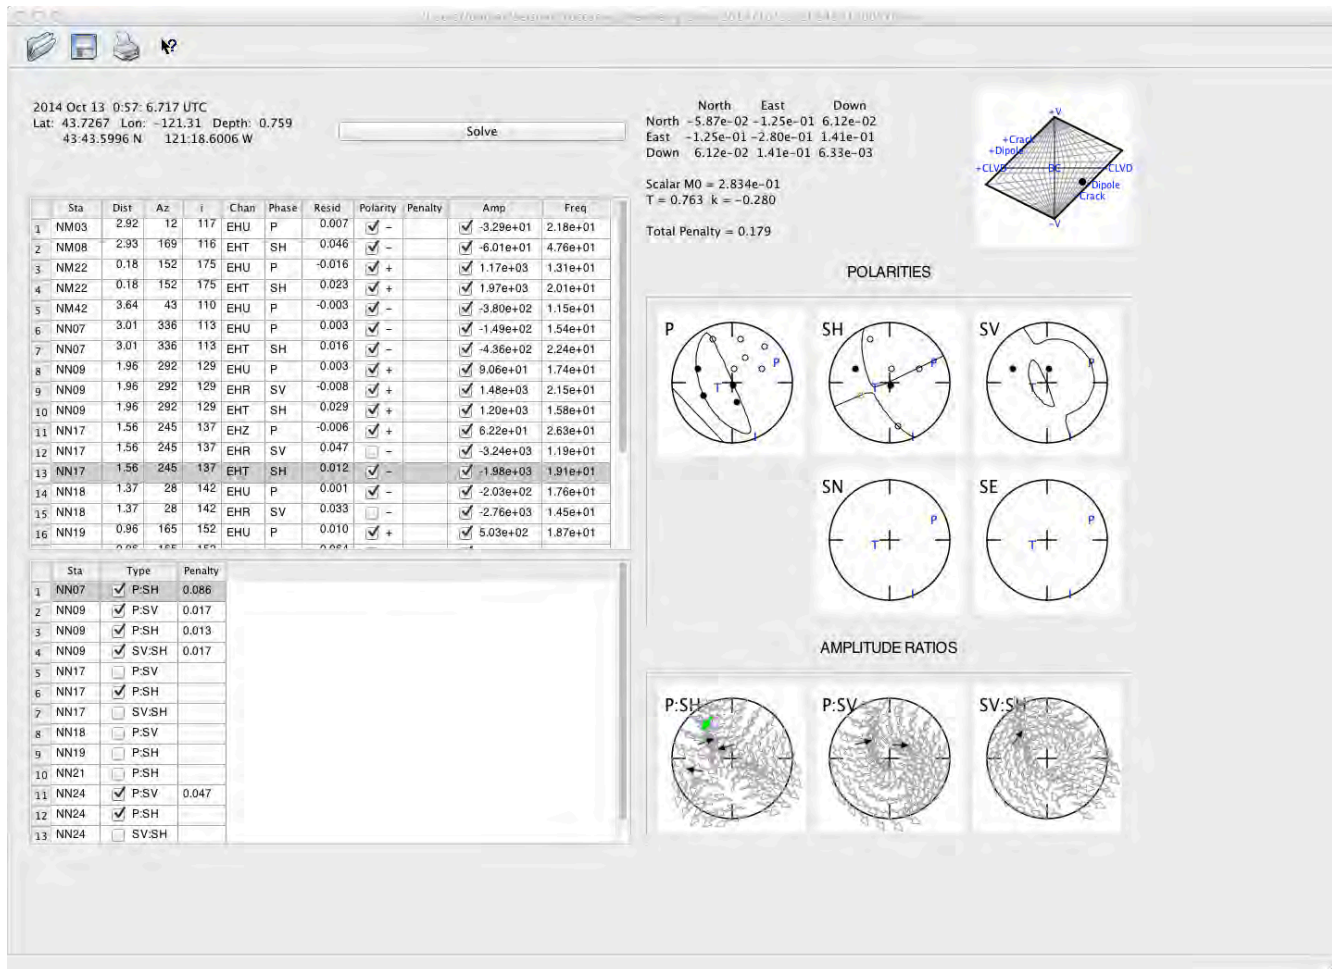 2014 Oct 13 0:57: 6.717 UTC
Lat: 43.7267 Lon: -121.31 Depth: 0.759
43:43.5996 N 121:18.6006 W
Solve
North East Down
North -5.87e-02 -1.25e-01 6.12e-02
East -1.25e-01 -2.80e-01 1.41e-01
Down 6.12e-02 1.41e-01 6.33e-03
Scalar M0 = 2.834e-01
T = 0.763 k = -0.280
Total Penalty = 0.179
+V
+Crack
+Dipole
+CLVD DC -CLVD
-Dipole
-Crack
-V
Sta Dist Az i Chan Phase Resid Polarity Penalty Amp Freq
1 NM03 2.92 12 117 EHU P 0.007 - -3.29e+01 2.18e+01
2 NM08 2.93 169 116 EHT SH 0.046 - -6.01e+01 4.76e+01
3 NM22 0.18 152 175 EHU P -0.016 + 1.17e+03 1.31e+01
4 NM22 0.18 152 175 EHT SH 0.023 + 1.97e+03 2.01e+01
5 NM42 3.64 43 110 EHU P -0.003 - -3.80e+02 1.15e+01
6 NN07 3.01 336 113 EHU P 0.003 - -1.49e+02 1.54e+01
7 NN07 3.01 336 113 EHT SH 0.016 - -4.36e+02 2.24e+01
8 NN09 1.96 292 129 EHU P 0.003 + 9.06e+01 1.74e+01
9 NN09 1.96 292 129 EHR SV -0.008 + 1.48e+03 2.15e+01
10 NN09 1.96 292 129 EHT SH 0.029 + 1.20e+03 1.58e+01
11 NN17 1.56 245 137 EHZ P -0.006 + 6.22e+01 2.63e+01
12 NN17 1.56 245 137 EHR SV 0.047 - -3.24e+03 1.19e+01
13 NN17 1.56 245 137 EHT SH 0.012 - -1.98e+03 1.91e+01
14 NN18 1.37 28 142 EHU P 0.001 - -2.03e+02 1.76e+01
15 NN18 1.37 28 142 EHR SV 0.033 - -2.76e+03 1.45e+01
16 NN19 0.96 165 152 EHU P 0.010 + 5.03e+02 1.87e+01
Sta Type Penalty
1 NN07 P:SH 0.086
2 NN09 P:SV 0.017
3 NN09 P:SH 0.013
4 NN09 SV:SH 0.017
5 NN17 P:SV
6 NN17 P:SH
7 NN17 SV:SH
8 NN18 P:SV
9 NN19 P:SH
10 NN21 P:SH
11 NN24 P:SV 0.047
12 NN24 P:SH
13 NN24 SV:SH
POLARITIES
P SH SV
P P P
T T T
I I
SN SE
P P
T T
I I
AMPLITUDE RATIOS
P:SH P:SV SV:SH